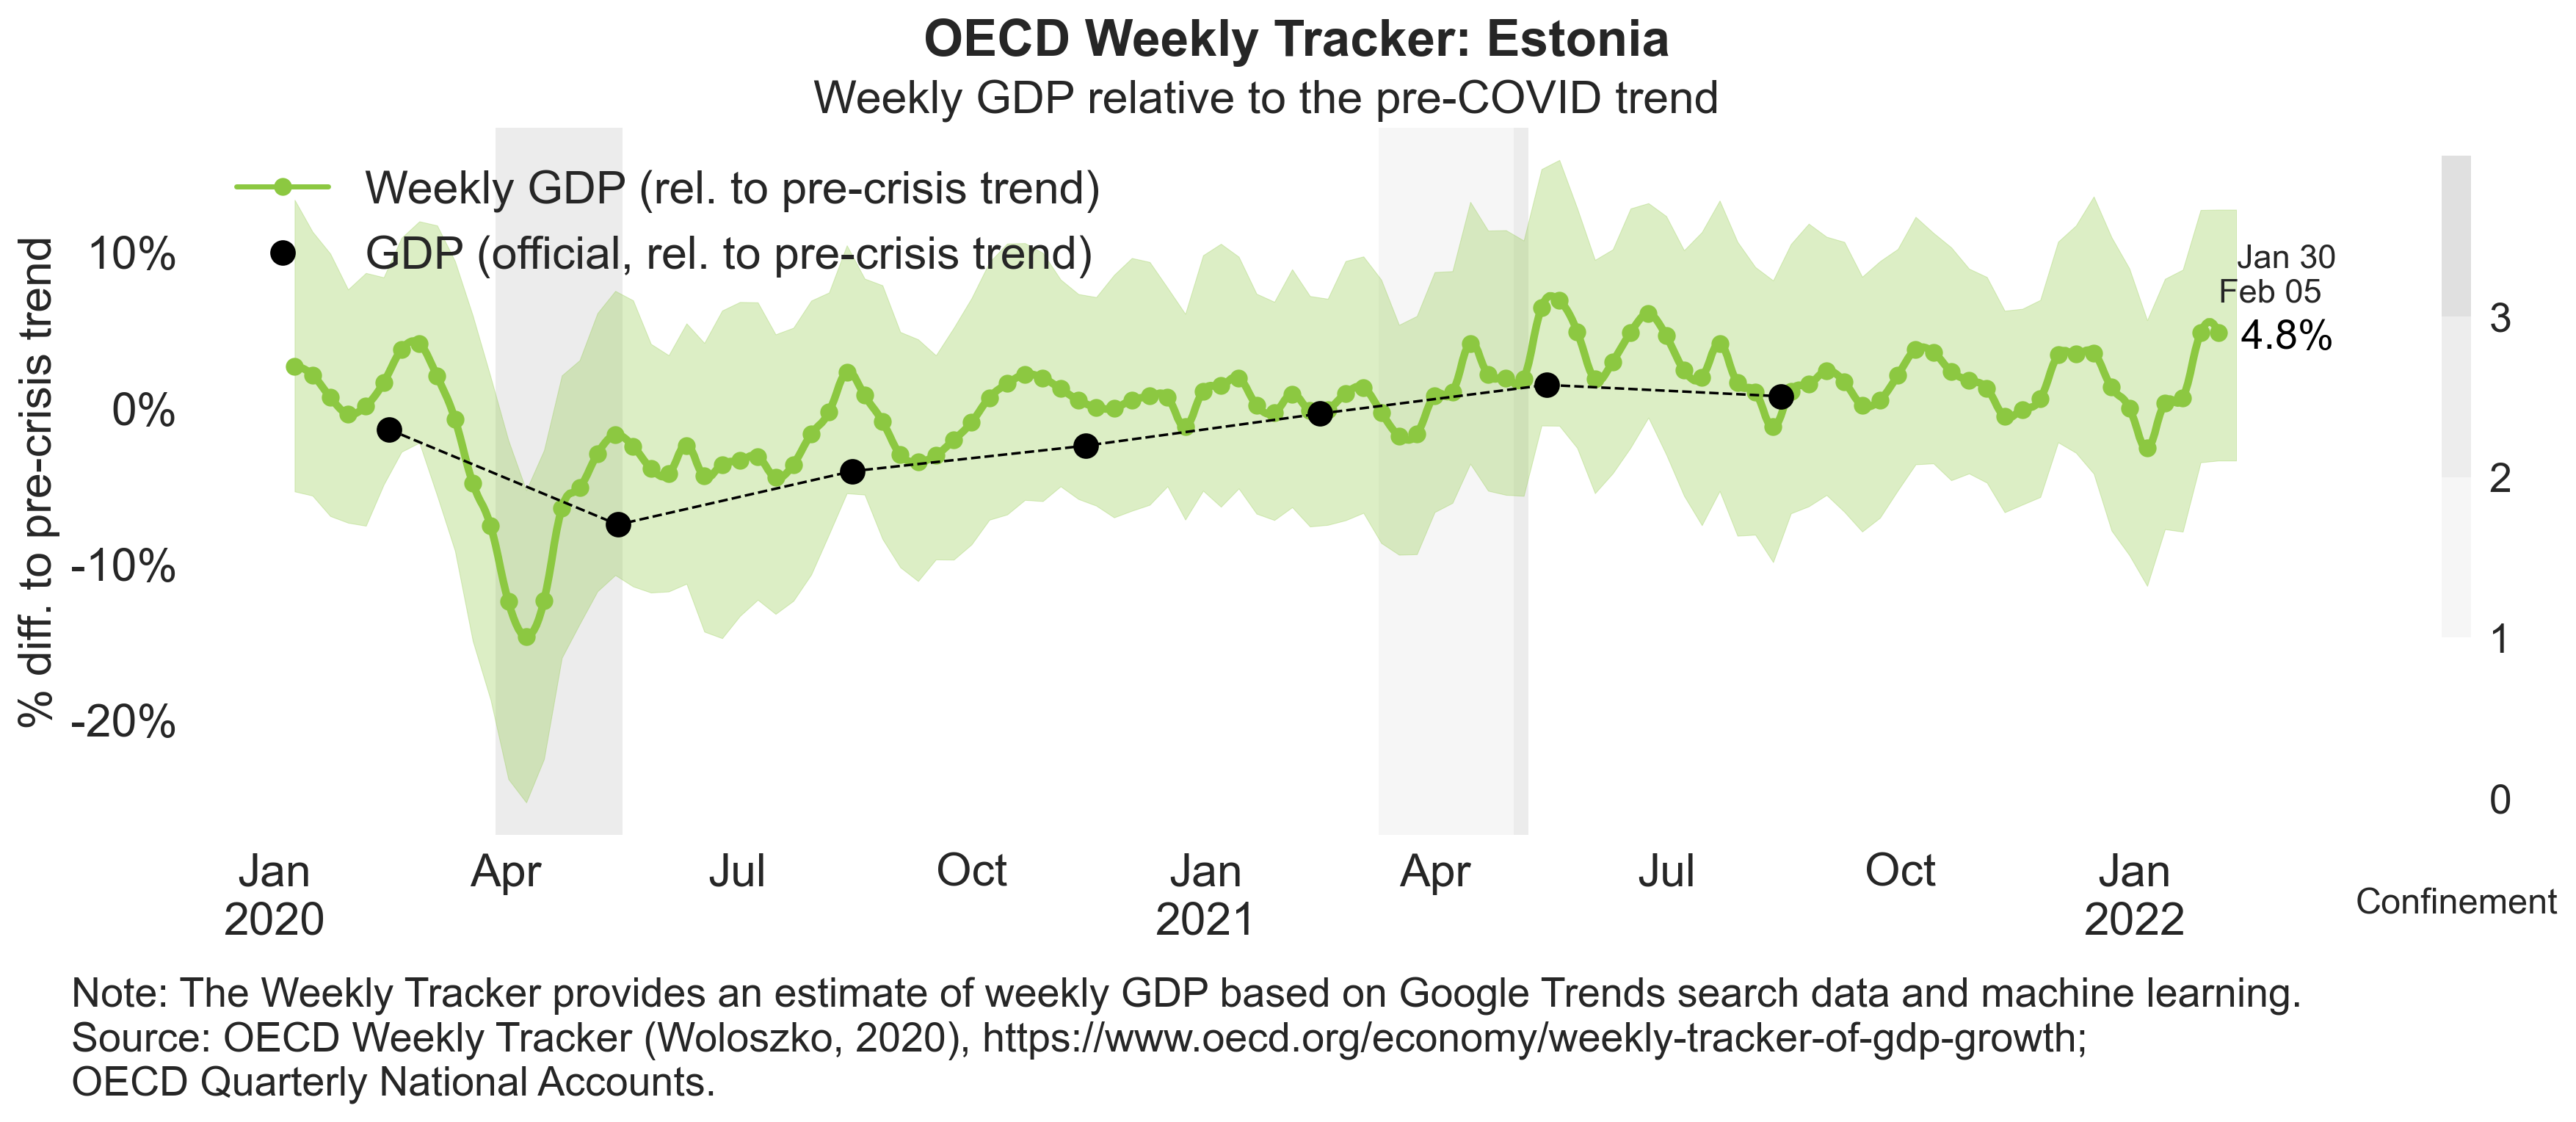 OECD Weekly Tracker: Estonia
Weekly GDP relative to the pre-COVID trend
Weekly GDP (rel. to pre-crisis trend)
GDP (official, rel. to pre-crisis trend)
% diff. to pre-crisis trend
10%
0%
-10%
-20%
Jan 30
Feb 05
4.8%
3
2
1
0
Confinement
Jan Apr Jul Oct Jan Apr Jul Oct Jan
2020 2021 2022
Note: The Weekly Tracker provides an estimate of weekly GDP based on Google Trends search data and machine learning.
Source: OECD Weekly Tracker (Woloszko, 2020), https://www.oecd.org/economy/weekly-tracker-of-gdp-growth;
OECD Quarterly National Accounts.